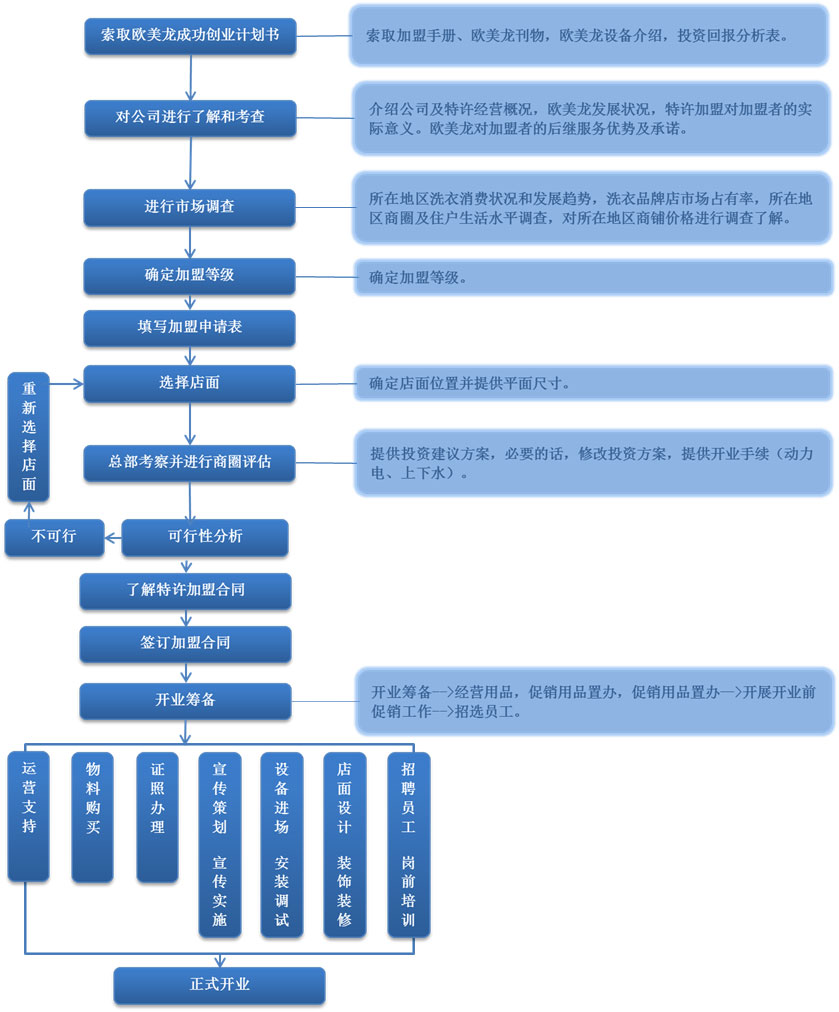 索取欧美龙成功创业计划书
索取加盟手册、欧美龙刊物，欧美龙设备介绍，投资回报分析表。
对公司进行了解和考查
介绍公司及特许经营概况，欧美龙发展状况，特许加盟对加盟者的实
际意义。欧美龙对加盟者的后继服务优势及承诺。
进行市场调查
所在地区洗衣消费状况和发展趋势，洗衣品牌店市场占有率，所在地
区商圈及住户生活水平调查，对所在地区商铺价格进行调查了解。
确定加盟等级
确定加盟等级。
填写加盟申请表
选择店面
确定店面位置并提供平面尺寸。
重新选择店面
总部考察并进行商圈评估
提供投资建议方案，必要的话，修改投资方案，提供开业手续（动力
电、上下水）。
不可行
可行性分析
了解特许加盟合同
签订加盟合同
开业筹备
开业筹备-->经营用品，促销用品置办，促销用品置办—>开展开业前
促销工作-->招选员工。
运营支持
物料购买
证照办理
宣传策划 宣传实施
设备进场 安装调试
店面设计 装饰装修
招聘员工 岗前培训
正式开业